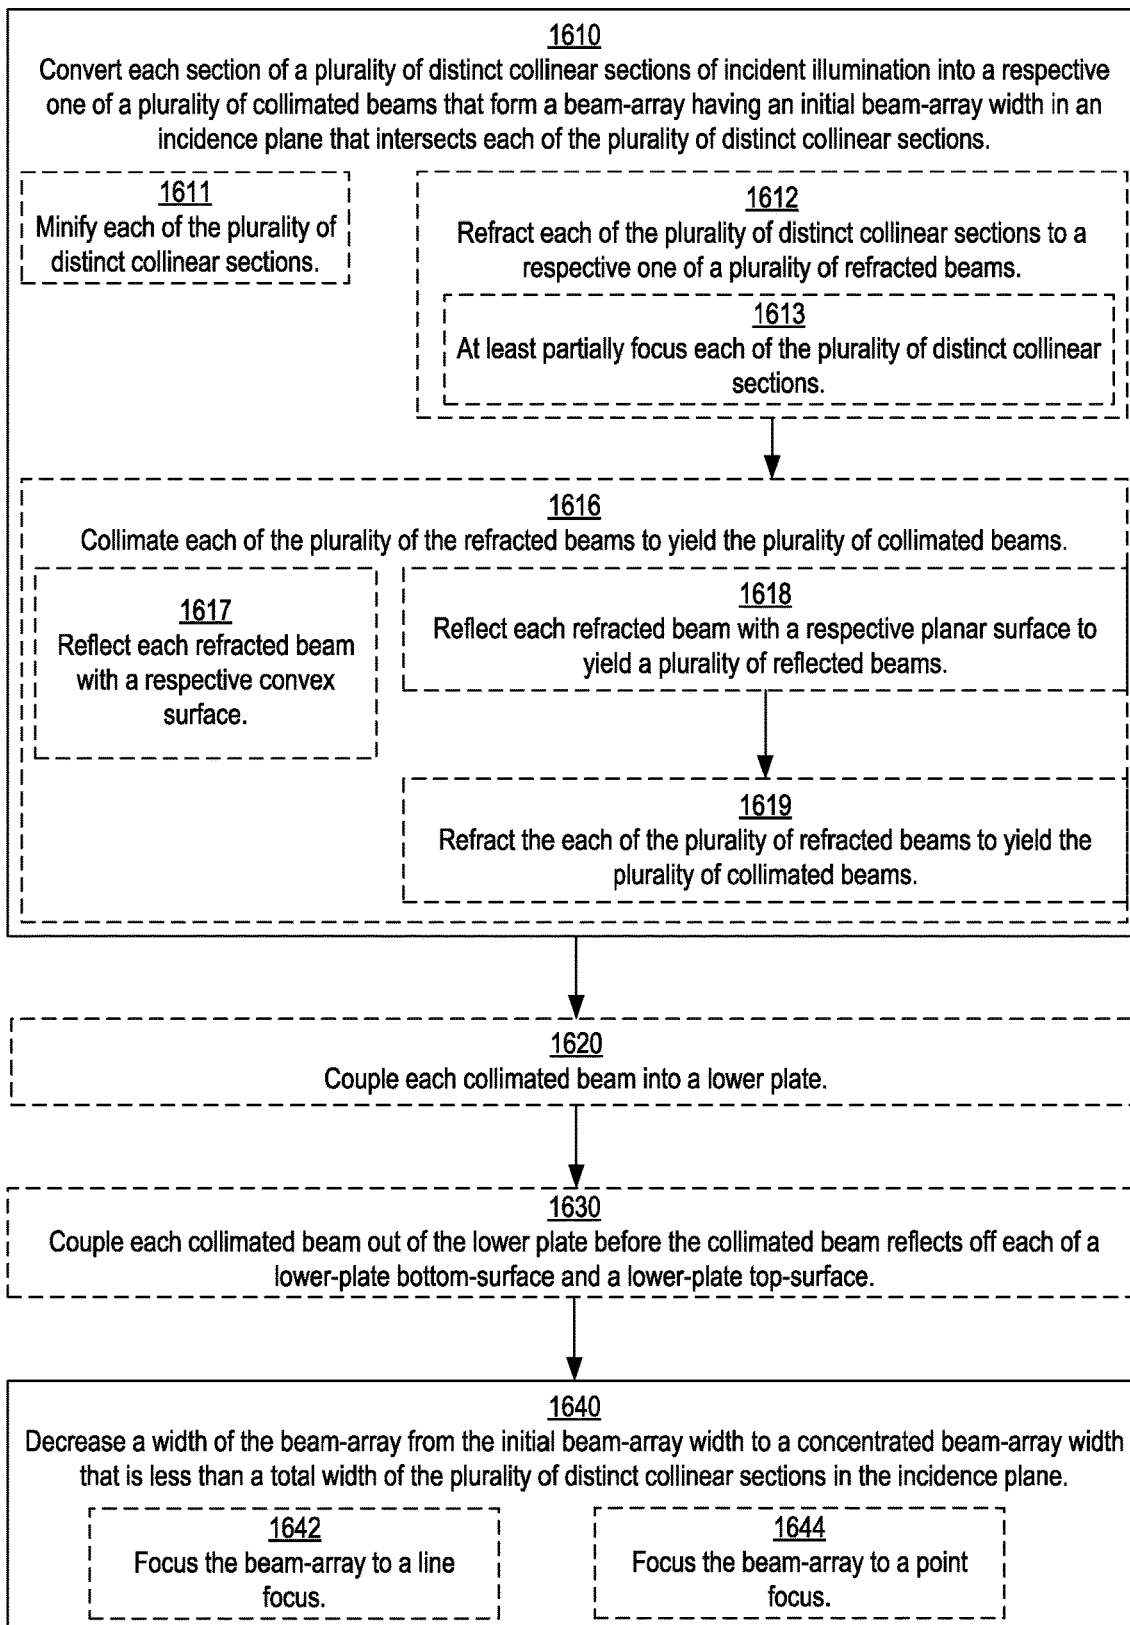 1610
Convert each section of a plurality of distinct collinear sections of incident illumination into a respective
one of a plurality of collimated beams that form a beam-array having an initial beam-array width in an
incidence plane that intersects each of the plurality of distinct collinear sections.
1611
Minify each of the plurality of
distinct collinear sections.
1612
Refract each of the plurality of distinct collinear sections to a
respective one of a plurality of refracted beams.
1613
At least partially focus each of the plurality of distinct collinear
sections.
1616
Collimate each of the plurality of the refracted beams to yield the plurality of collimated beams.
1617
Reflect each refracted beam
with a respective convex
surface.
1618
Reflect each refracted beam with a respective planar surface to
yield a plurality of reflected beams.
1619
Refract the each of the plurality of refracted beams to yield the
plurality of collimated beams.
1620
Couple each collimated beam into a lower plate.
1630
Couple each collimated beam out of the lower plate before the collimated beam reflects off each of a
lower-plate bottom-surface and a lower-plate top-surface.
1640
Decrease a width of the beam-array from the initial beam-array width to a concentrated beam-array width
that is less than a total width of the plurality of distinct collinear sections in the incidence plane.
1642
Focus the beam-array to a line
focus.
1644
Focus the beam-array to a point
focus.